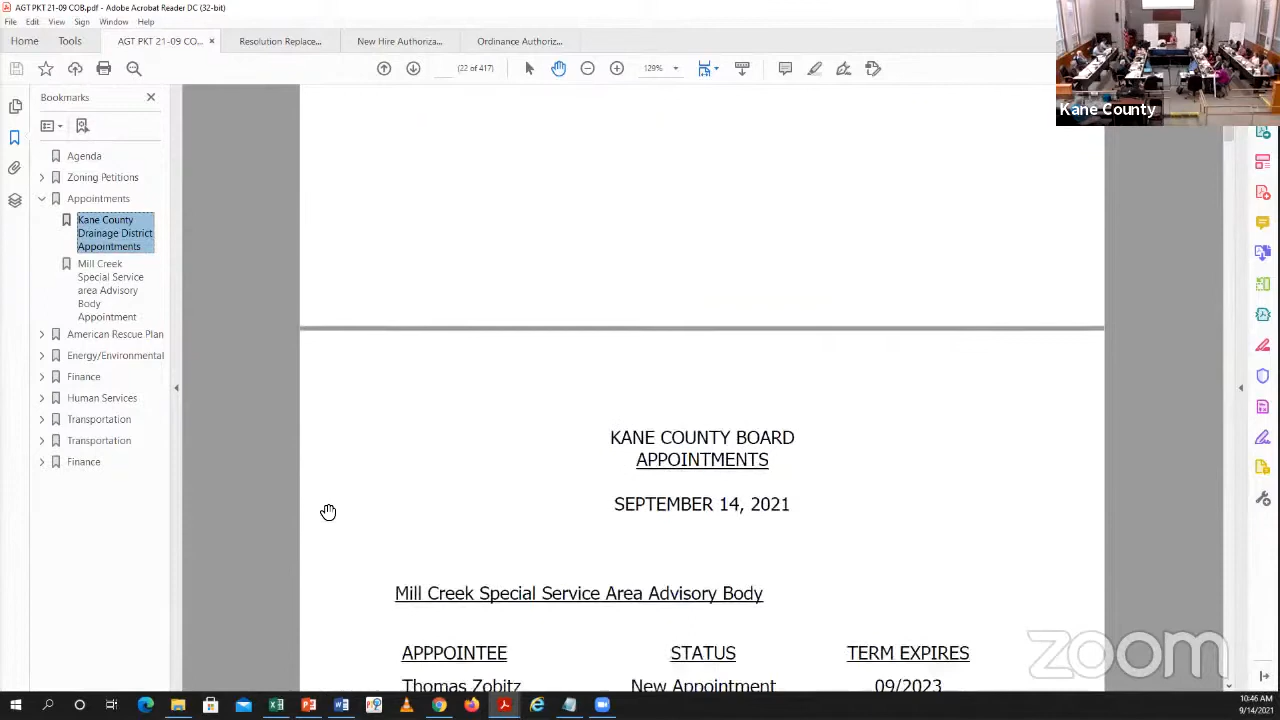 AGT PKT 21-09 COB.pdf - Adobe Acrobat Reader DC (32-bit)
File Edit View Sign Window Help
Home Tools AGT PKT 21-09 CO... × Resolution Replace... New Hire Authoriza... Ordinance Authoriz...
(22 of 147) 129%
Kane County
Bookmarks
Agenda
Zoning Petitions
Appointments
Kane County
Drainage District
Appointments
Mill Creek
Special Service
area Advisory
Body
Appointment
American Rescue Plan
Energy/Environmental
Finance
Human Services
Transportation
Transportation
Finance
KANE COUNTY BOARD
APPOINTMENTS
SEPTEMBER 14, 2021
Mill Creek Special Service Area Advisory Body
APPPOINTEE STATUS TERM EXPIRES
Thomas Zobitz New Appointment 09/2023
zoom
10:46 AM
9/14/2021